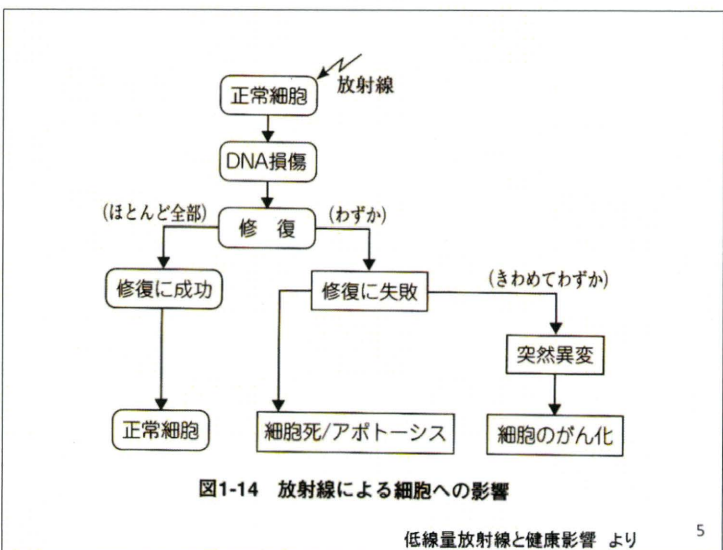 放射線
正常細胞
DNA損傷
(ほとんど全部)
修　復
(わずか)
修復に成功
修復に失敗
(きわめてわずか)
突然異変
正常細胞
細胞死/アポトーシス
細胞のがん化
図1-14　放射線による細胞への影響
低線量放射線と健康影響 より
5